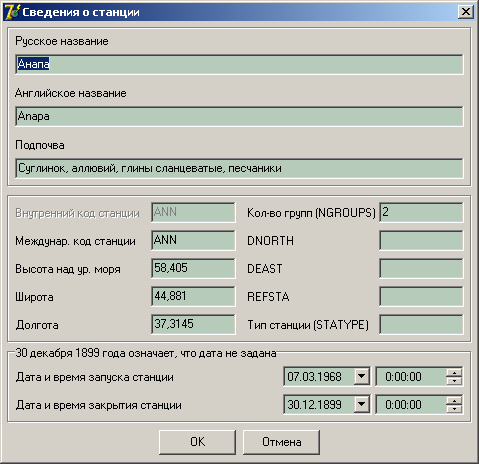 Сведения о станции
Русское название
Анапа
Английское название
Anapa
Подпочва
Суглинок, аллювий, глины сланцеватые, песчаники
Внутренний код станции ANN Кол-во групп (NGROUPS) 2
Междунар. код станции ANN DNORTH
Высота над ур. моря 58,405 DEAST
Широта 44,881 REFSTA
Долгота 37,3145 Тип станции (STATYPE)
30 декабря 1899 года означает, что дата не задана
Дата и время запуска станции 07.03.1968 0:00:00
Дата и время закрытия станции 30.12.1899 0:00:00
OK Отмена